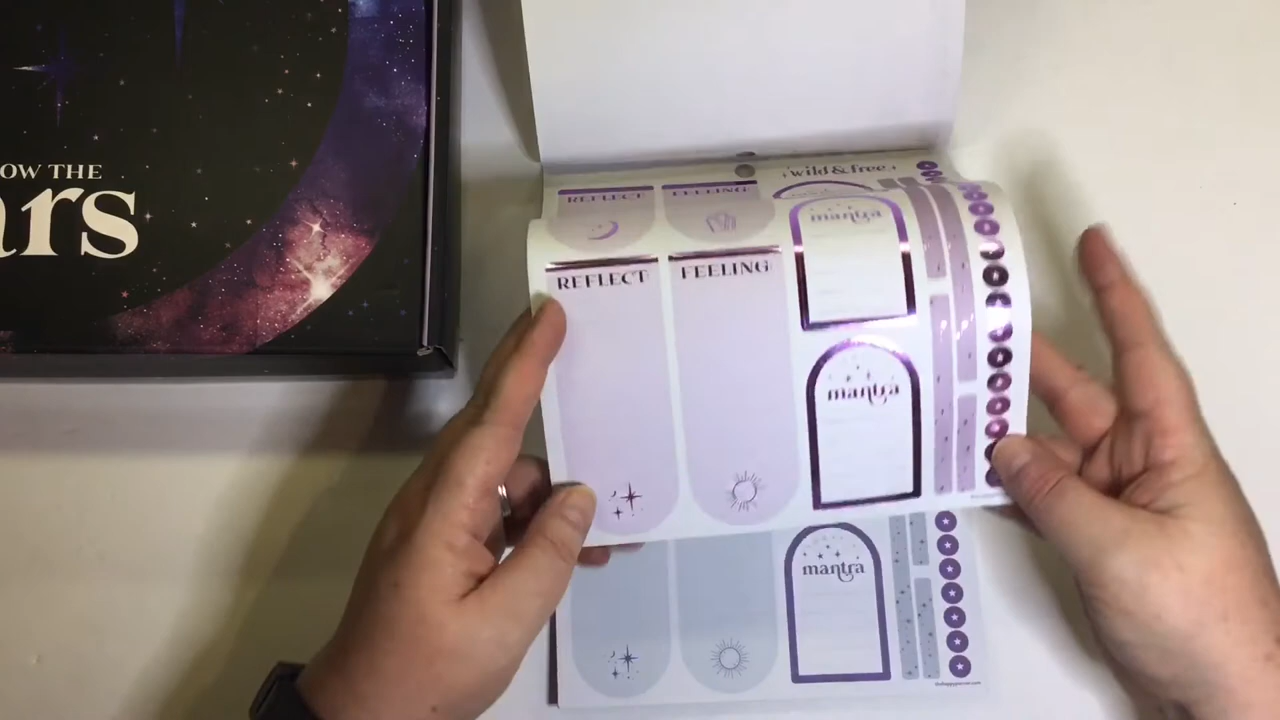 OW THE
ars
wild & free
REFLECT
FEELING
mantra
REFLECT
FEELING
mantra
mantra